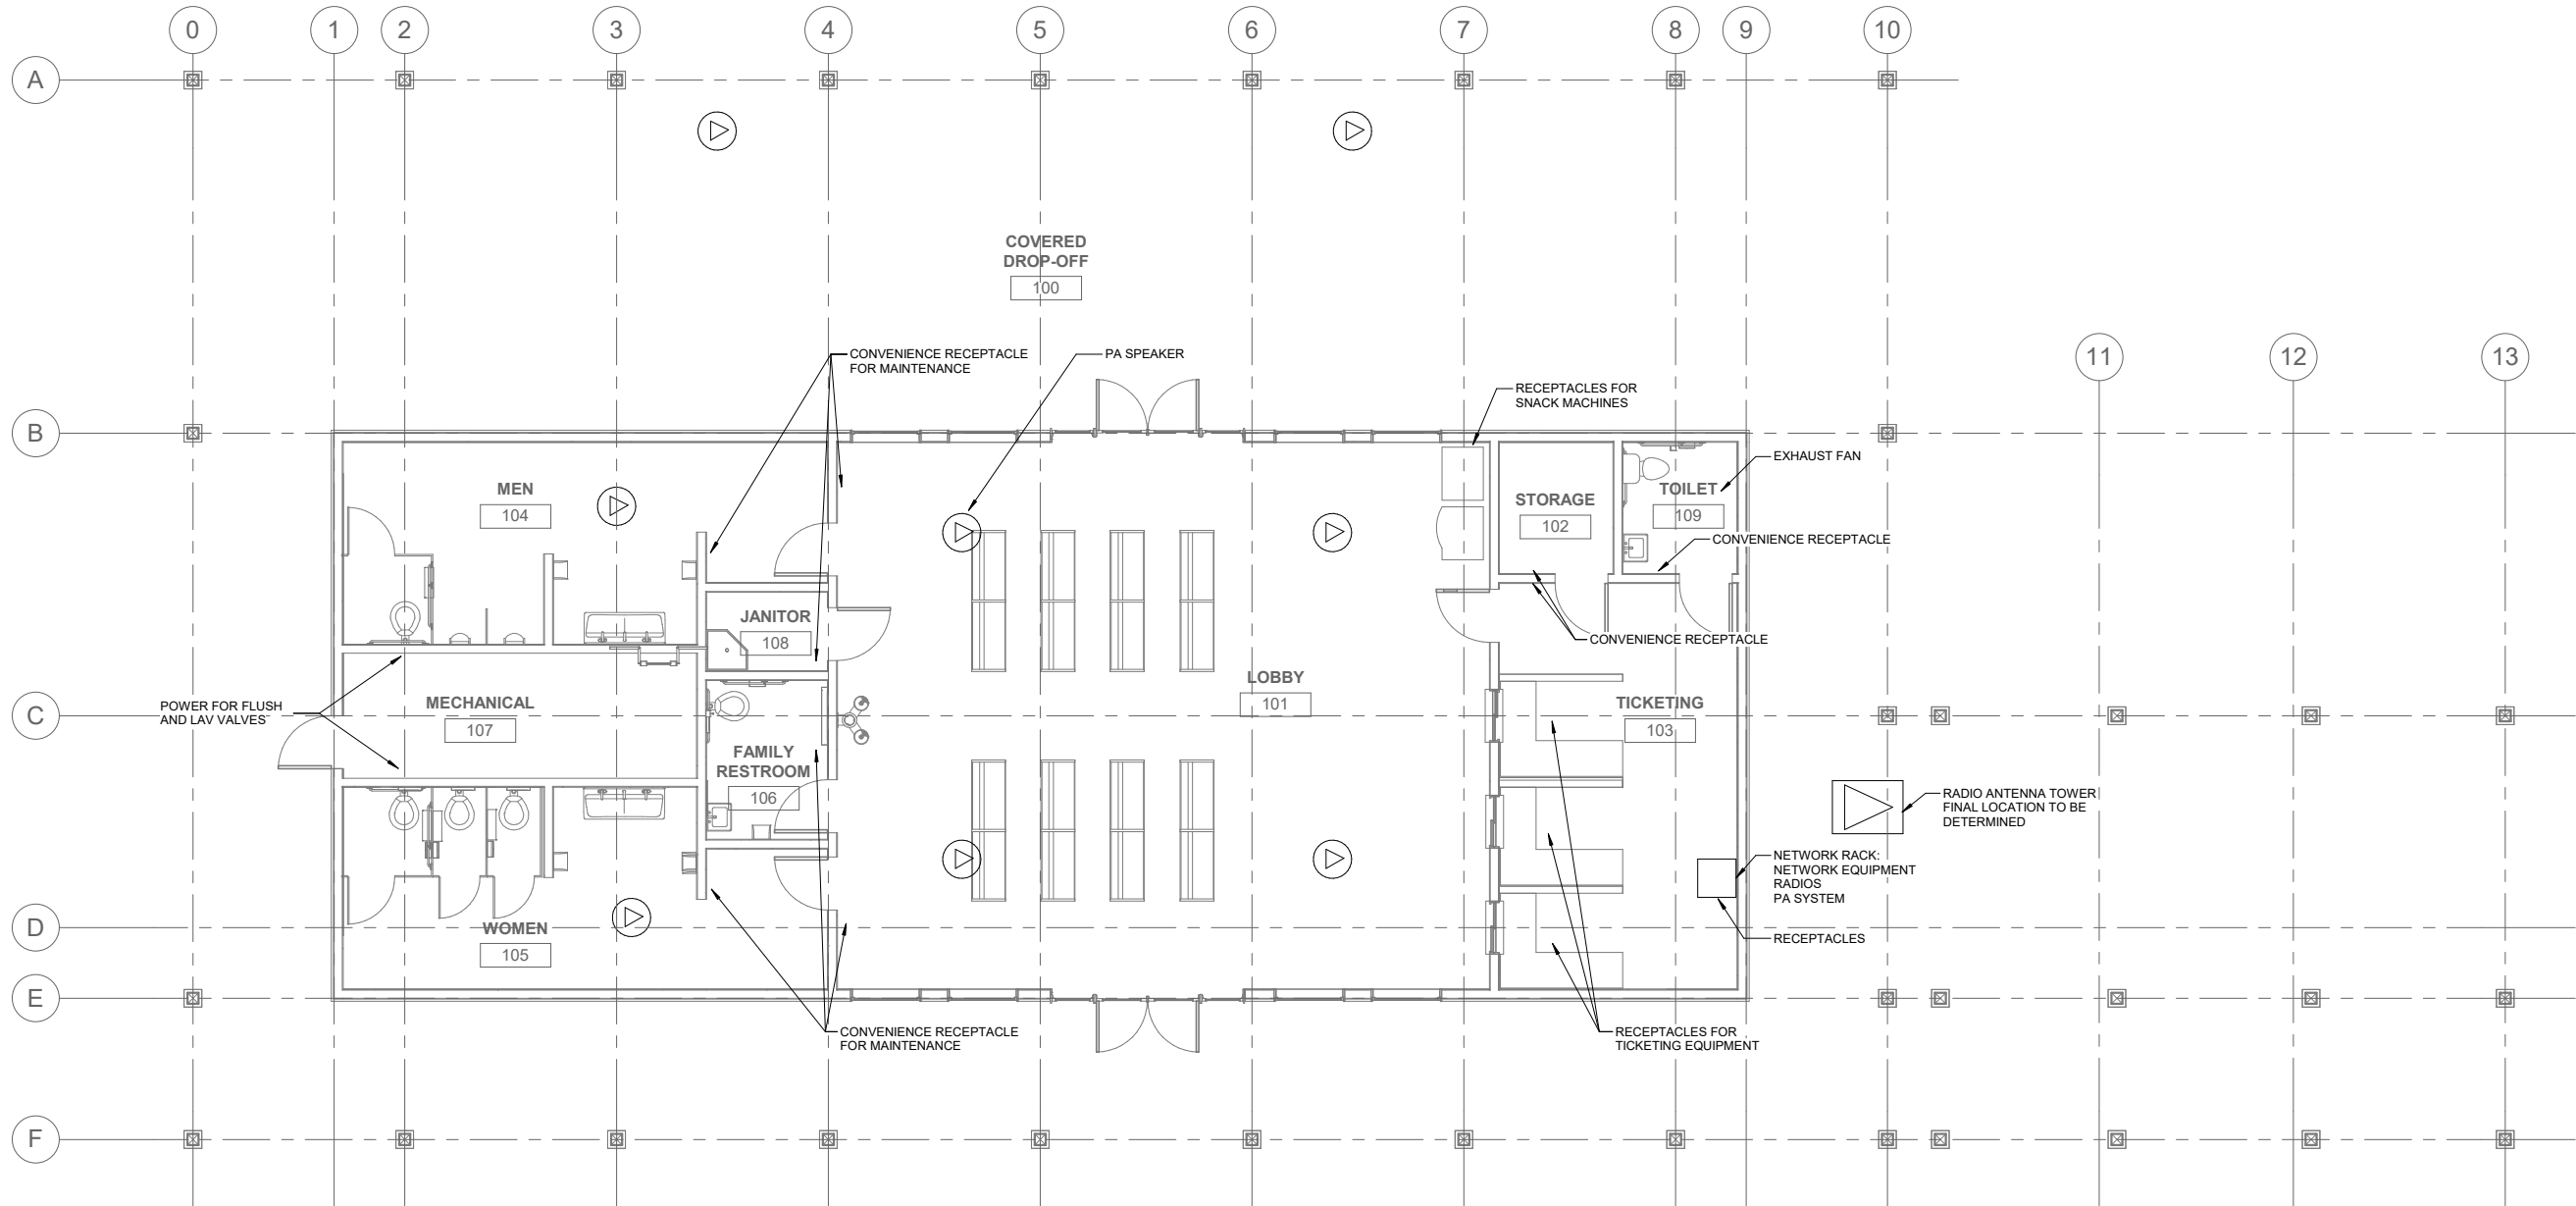 0
1
2
3
4
5
6
7
8
9
10
A
COVERED
DROP-OFF
100
11
12
13
CONVENIENCE RECEPTACLE
FOR MAINTENANCE
PA SPEAKER
RECEPTACLES FOR
SNACK MACHINES
B
EXHAUST FAN
MEN
104
STORAGE
102
TOILET
109
CONVENIENCE RECEPTACLE
JANITOR
108
CONVENIENCE RECEPTACLE
LOBBY
101
POWER FOR FLUSH
AND LAV VALVES
MECHANICAL
107
TICKETING
103
C
FAMILY
RESTROOM
106
RADIO ANTENNA TOWER
FINAL LOCATION TO BE
DETERMINED
NETWORK RACK:
NETWORK EQUIPMENT
RADIOS
PA SYSTEM
D
WOMEN
105
RECEPTACLES
E
CONVENIENCE RECEPTACLE
FOR MAINTENANCE
RECEPTACLES FOR
TICKETING EQUIPMENT
F